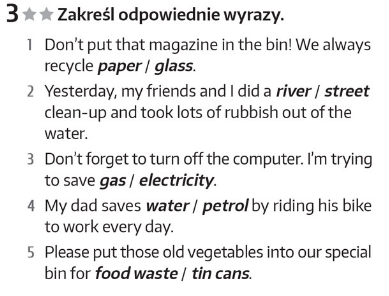 3 ★★ Zakreśl odpowiednie wyrazy.
1 Don't put that magazine in the bin! We always
recycle paper / glass.
2 Yesterday, my friends and I did a river / street
clean-up and took lots of rubbish out of the
water.
3 Don't forget to turn off the computer. I'm trying
to save gas / electricity.
4 My dad saves water / petrol by riding his bike
to work every day.
5 Please put those old vegetables into our special
bin for food waste / tin cans.